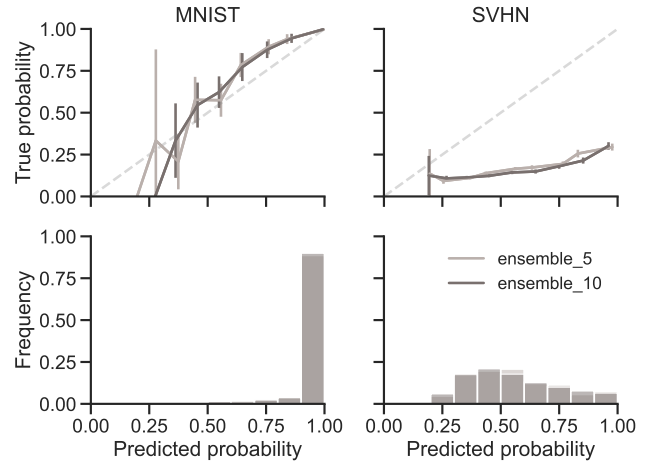 MNIST
SVHN
True probability
1.00
0.75
0.50
0.25
0.00
Frequency
1.00
0.75
0.50
0.25
0.00
ensemble_5
ensemble_10
0.00 0.25 0.50 0.75 1.00
0.00 0.25 0.50 0.75 1.00
Predicted probability
Predicted probability